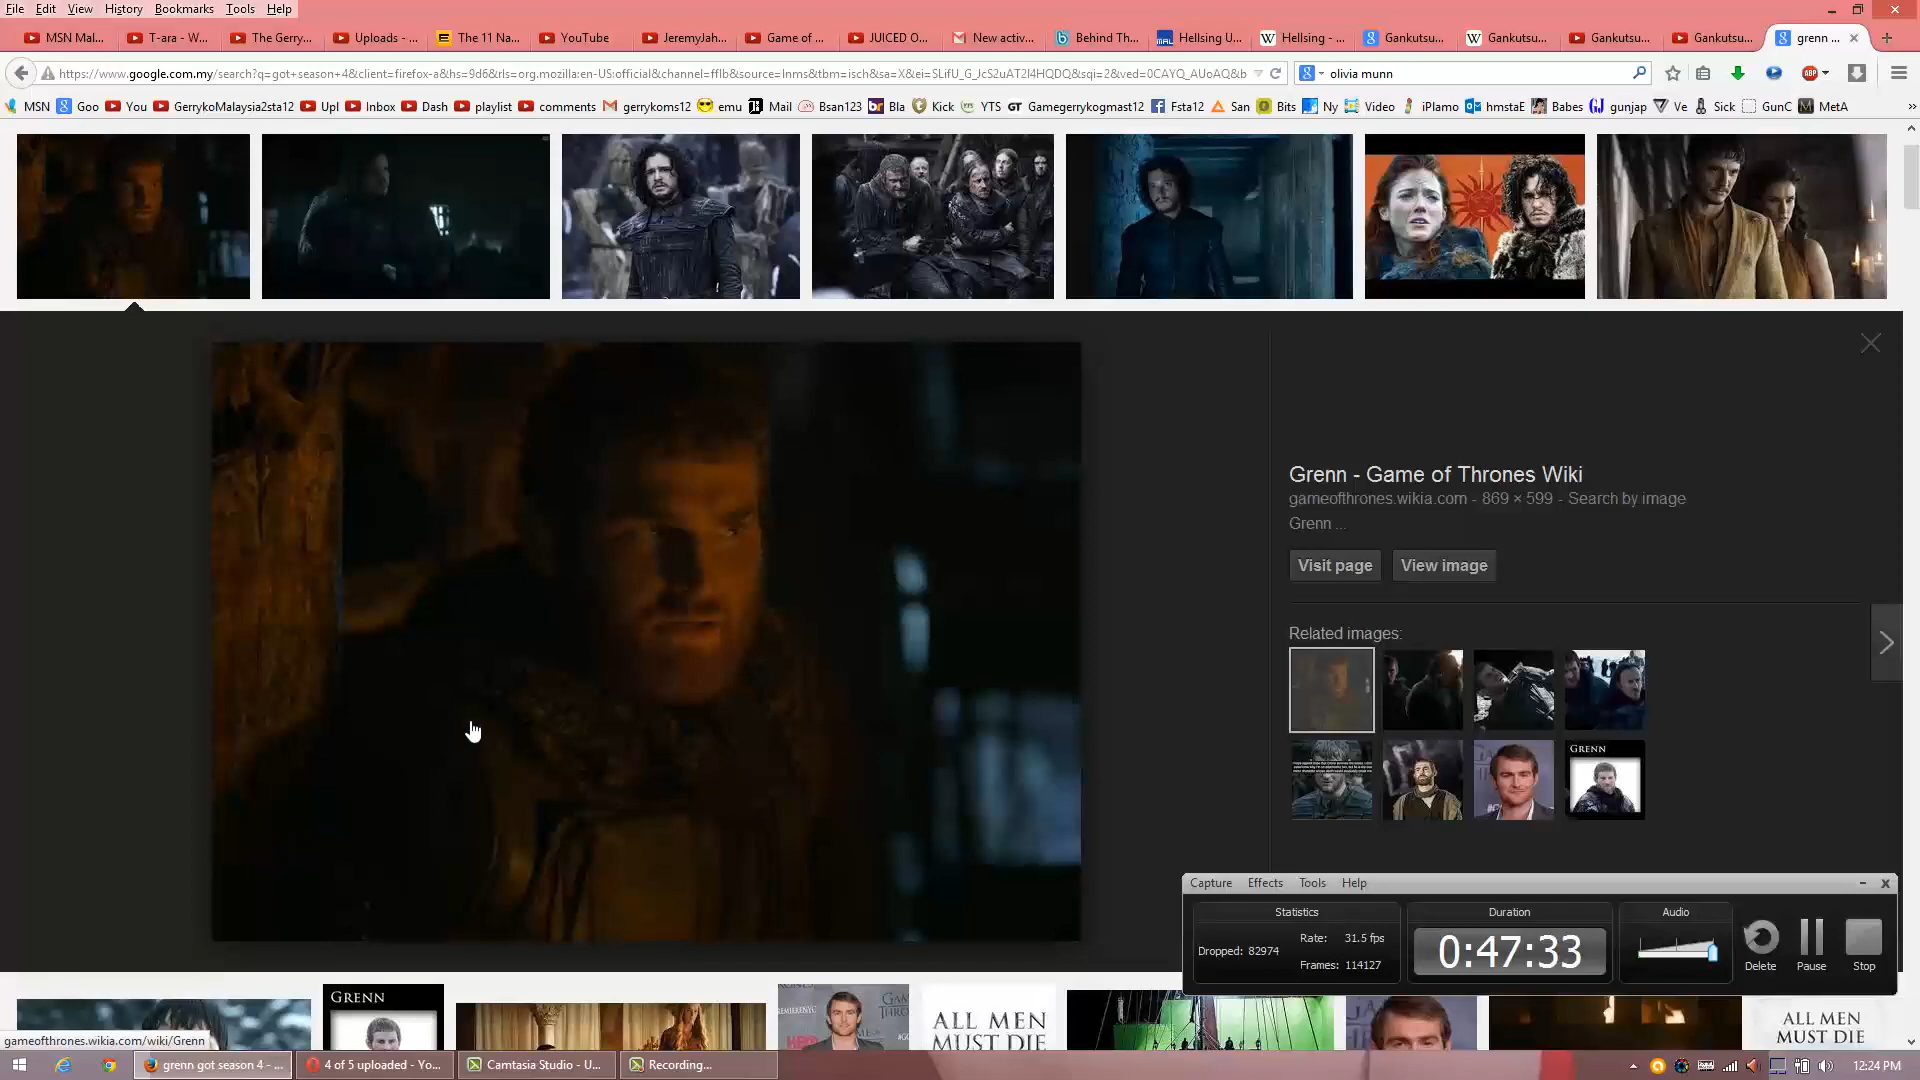 File Edit View History Bookmarks Tools Help
MSN Mal... T-ara - W... The Gerry... Uploads - ... The 11 Na... YouTube JeremyJah... Game of ... JUICED O... New activ... Behind Th... Hellsing U... Hellsing - ... Gankutsu... Gankutsu... Gankutsu... Gankutsu... grenn ...
https://www.google.com.my/search?q=got+season+4&client=firefox-a&hs=9d6&rls=org.mozilla:en-US:official&channel=fflb&source=lnms&tbm=isch&sa=X&ei=SLifU_G_JcS2uAT2l4HQDQ&sqi=2&ved=0CAYQ_AUoAQ&b olivia munn
MSN Goo You GerrykoMalaysia2sta12 Upl Inbox Dash playlist comments gerrykoms12 emu Mail Bsan123 Bla Kick YTS GT Gamegerrykogmast12 Fsta12 San Bits Ny Video iPlamo hmstaE Babes gunjap Ve Sick GunC MetA
Grenn - Game of Thrones Wiki
gameofthrones.wikia.com - 869 × 599 - Search by image
Grenn ...
Visit page View image
Related images:
GRENN
Capture Effects Tools Help
Statistics Duration Audio
Dropped: 82974 Rate: 31.5 fps
Frames: 114127
0:47:33
Delete Pause Stop
GRENN
ALL MEN
MUST DIE
ALL MEN
MUST DIE
gameofthrones.wikia.com/wiki/Grenn
grenn got season 4 - ... 4 of 5 uploaded - Yo... Camtasia Studio - U... Recording... 12:24 PM